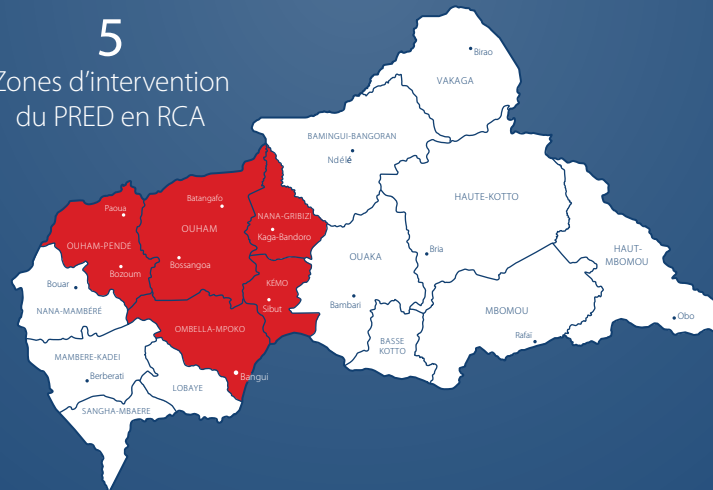 5
Zones d'intervention
du PRED en RCA
Birao
VAKAGA
BAMINGUI-BANGORAN
Ndélé
HAUTE-KOTTO
Batangafo
Paoua
NANA-GRIBIZI
OUHAM
Kaga-Bandoro
OUHAM-PENDÉ
Bria
HAUT-
MBOMOU
OUAKA
Bossangoa
Bozoum
Bouar
KÉMO
Sibut
Bambari
NANA-MAMBÉRÉ
MBOMOU
Obo
OMBELLA-MPOKO
Rafai
BASSE
KOTTO
MAMBERE-KADEI
Berberati
Bangui
LOBAYE
SANGHA-MBAERE